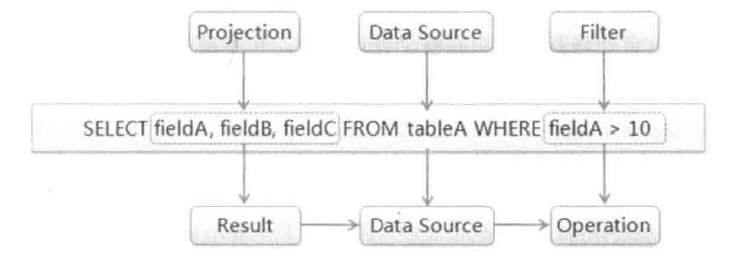 Projection Data Source Filter
SELECT fieldA, fieldB, fieldC FROM tableA WHERE fieldA > 10
Result Data Source Operation